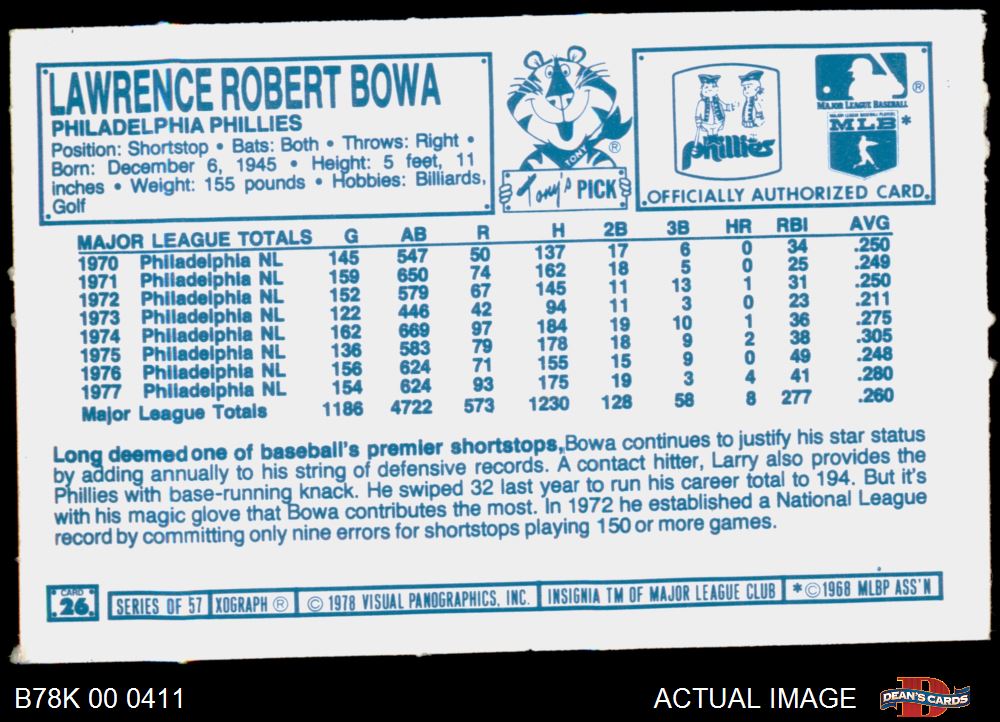 LAWRENCE ROBERT BOWA
PHILADELPHIA PHILLIES
Position: Shortstop • Bats: Both • Throws: Right •
Born: December 6, 1945 • Height: 5 feet, 11
inches • Weight: 155 pounds • Hobbies: Billiards,
Golf
TONY ®
Tony's PICK
Phillies
®
MAJOR LEAGUE BASEBALL
MAJOR LEAGUE BASEBALL PLAYERS
MLB *
OFFICIALLY AUTHORIZED CARD.
MAJOR LEAGUE TOTALS G AB R H 2B 3B HR RBI AVG
1970 Philadelphia NL 145 547 50 137 17 6 0 34 .250
1971 Philadelphia NL 159 650 74 162 18 5 0 25 .249
1972 Philadelphia NL 152 579 67 145 11 13 1 31 .250
1973 Philadelphia NL 122 446 42 94 11 3 0 23 .211
1974 Philadelphia NL 162 669 97 184 19 10 1 36 .275
1975 Philadelphia NL 136 583 79 178 18 9 2 38 .305
1976 Philadelphia NL 156 624 71 155 15 9 0 49 .248
1977 Philadelphia NL 154 624 93 175 19 3 4 41 .280
Major League Totals 1186 4722 573 1230 128 58 8 277 .260
Long deemed one of baseball's premier shortstops, Bowa continues to justify his star status
by adding annually to his string of defensive records. A contact hitter, Larry also provides the
Phillies with base-running knack. He swiped 32 last year to run his career total to 194. But it's
with his magic glove that Bowa contributes the most. In 1972 he established a National League
record by committing only nine errors for shortstops playing 150 or more games.
CARD
26
SERIES OF 57 XOGRAPH ® © 1978 VISUAL PANOGRAPHICS, INC. INSIGNIA TM OF MAJOR LEAGUE CLUB * © 1968 MLBP ASS'N
B78K 00 0411
ACTUAL IMAGE
D
DEAN'S CARDS